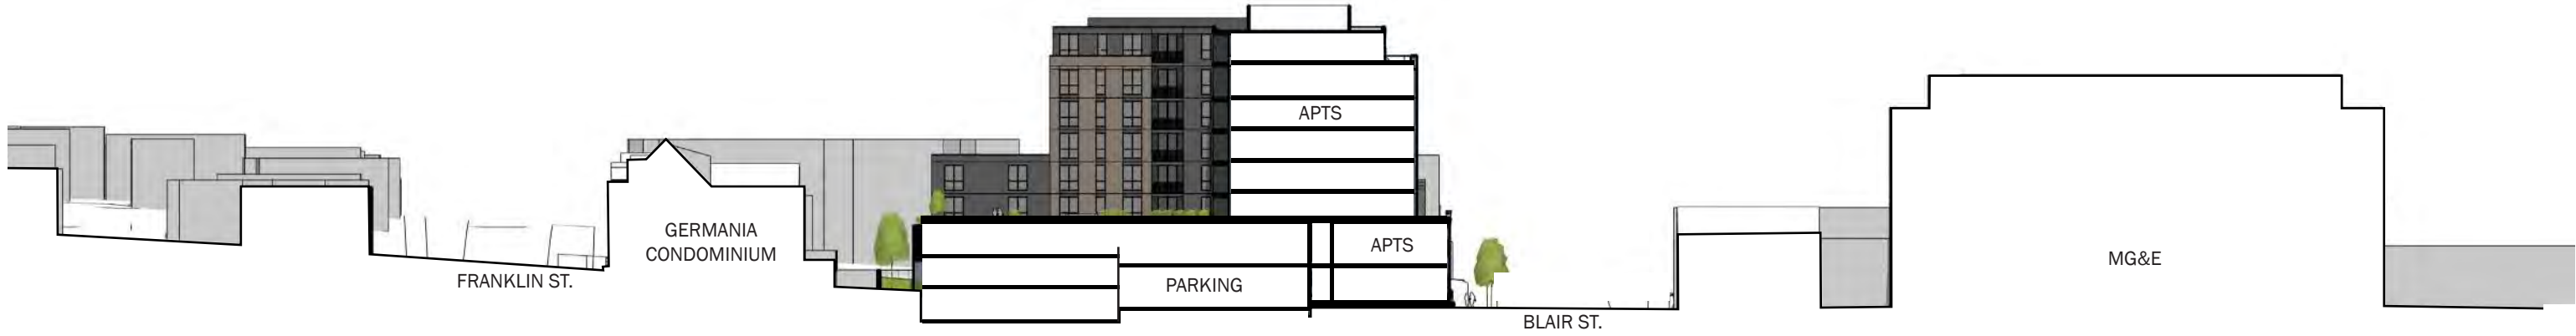 APTS
GERMANIA
CONDOMINIUM
APTS
MG&E
FRANKLIN ST.
PARKING
BLAIR ST.